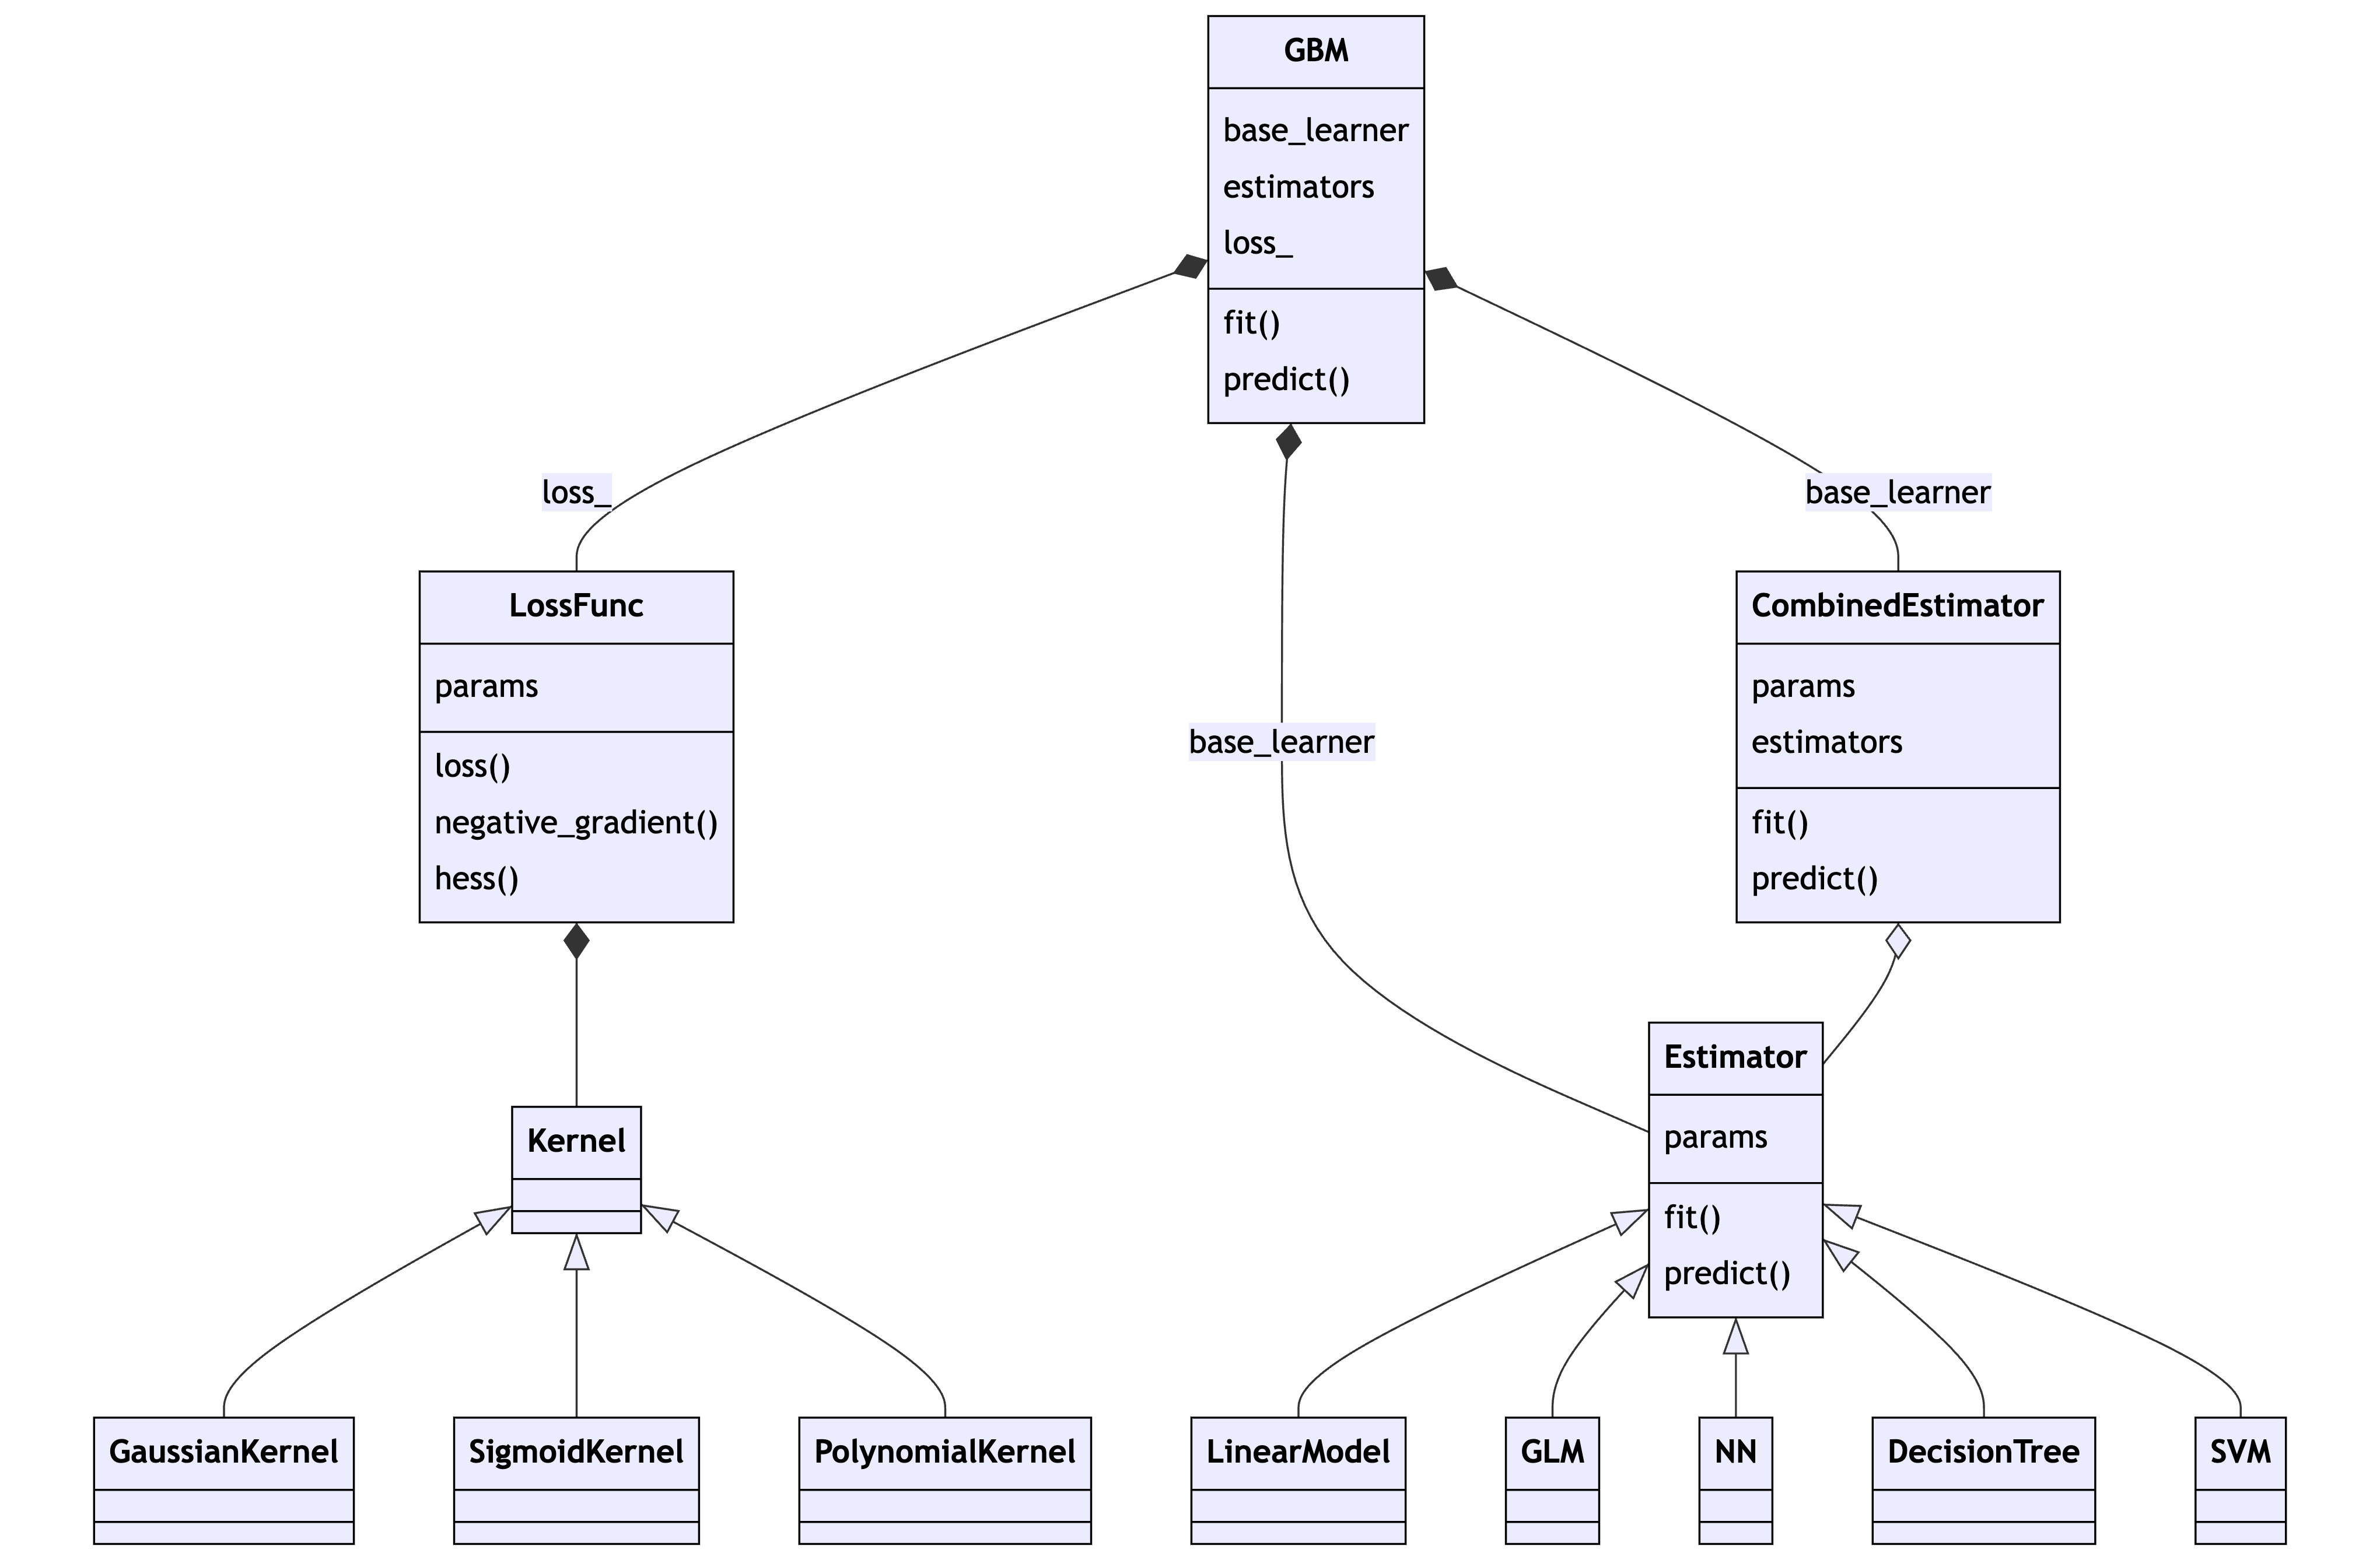 GBM
base_learner
estimators
loss_
fit()
predict()
loss_
base_learner
LossFunc
params
loss()
negative_gradient()
hess()
base_learner
CombinedEstimator
params
estimators
fit()
predict()
Kernel
Estimator
params
fit()
predict()
GaussianKernel
SigmoidKernel
PolynomialKernel
LinearModel
GLM
NN
DecisionTree
SVM